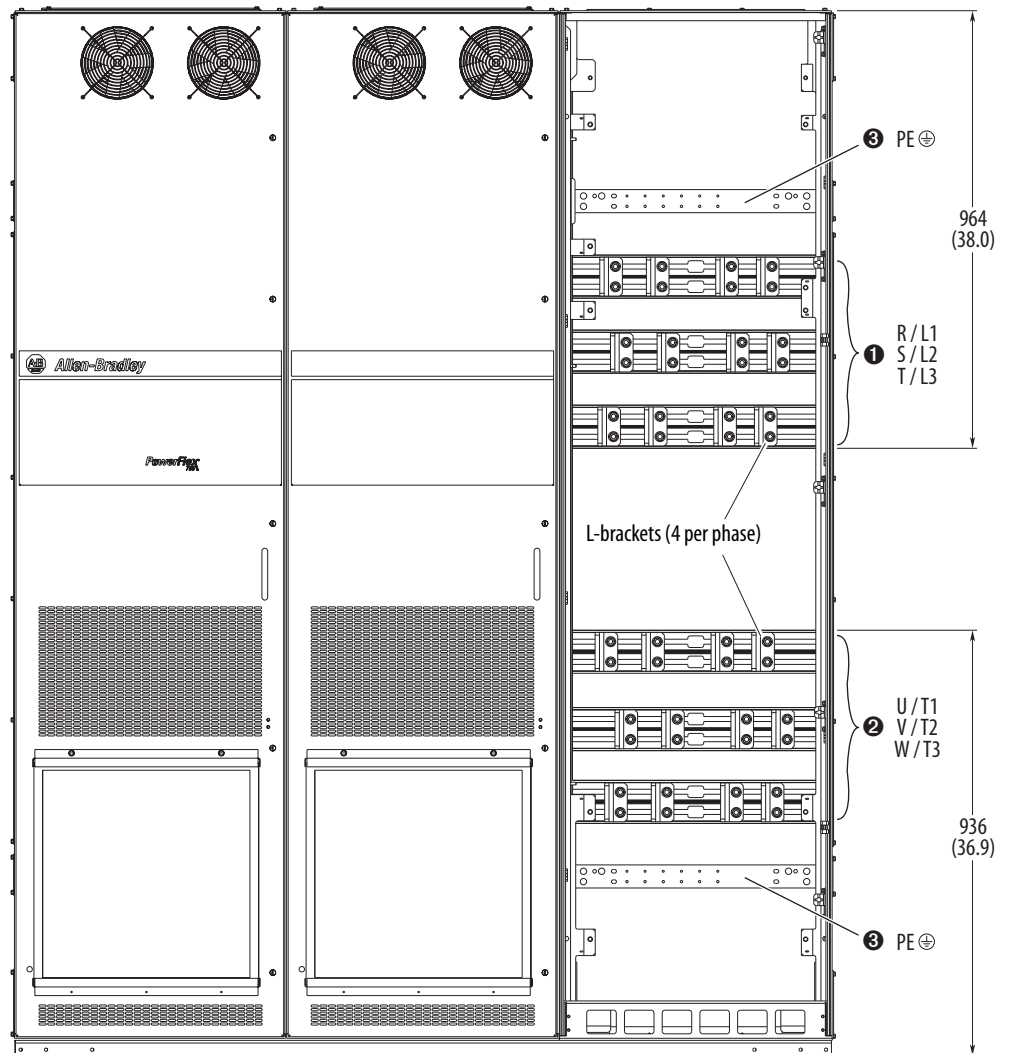 ❸ PE
964
(38.0)
❶ R / L1
S / L2
T / L3
A-B Allen-Bradley
PowerFlex
L-brackets (4 per phase)
❷ U / T1
V / T2
W / T3
936
(36.9)
❸ PE